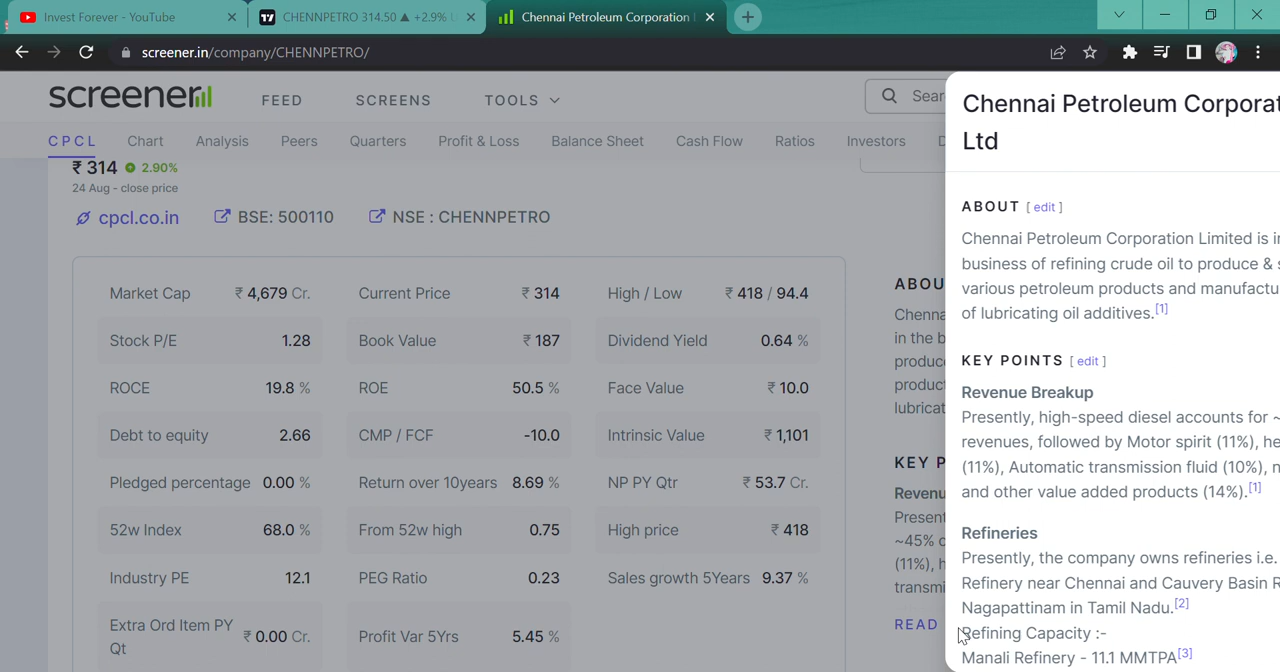 Invest Forever - YouTube
CHENNPETRO 314.50 ▲ +2.9%
Chennai Petroleum Corporation
screener.in/company/CHENNPETRO/
screener
FEED SCREENS TOOLS
CPCL Chart Analysis Peers Quarters Profit & Loss Balance Sheet Cash Flow Ratios Investors
₹ 314 2.90%
24 Aug - close price
cpcl.co.in BSE: 500110 NSE : CHENNPETRO
Market Cap ₹ 4,679 Cr. Current Price ₹ 314 High / Low ₹ 418 / 94.4
Stock P/E 1.28 Book Value ₹ 187 Dividend Yield 0.64 %
ROCE 19.8 % ROE 50.5 % Face Value ₹ 10.0
Debt to equity 2.66 CMP / FCF -10.0 Intrinsic Value ₹ 1,101
Pledged percentage 0.00 % Return over 10years 8.69 % NP PY Qtr ₹ 53.7 Cr.
52w Index 68.0 % From 52w high 0.75 High price ₹ 418
Industry PE 12.1 PEG Ratio 0.23 Sales growth 5Years 9.37 %
Extra Ord Item PY
Qt ₹ 0.00 Cr. Profit Var 5Yrs 5.45 %
in the b
~45%
(11%),
READ
Chennai Petroleum
Ltd
ABOUT [ edit ]
Chennai Petroleum Corporation Limited is
business of refining crude oil to produce &
various petroleum products and
of lubricating oil additives.[1]
KEY POINTS [ edit ]
Revenue Breakup
Presently, high-speed diesel accounts for ~
revenues, followed by Motor spirit (11%),
(11%), Automatic transmission fluid (10%),
and other value added products (14%).[1]
Refineries
Presently, the company owns refineries i.e.
Refinery near Chennai and Cauvery Basin
Nagapattinam in Tamil Nadu.[2]
Refining Capacity :-
Manali Refinery - 11.1 MMTPA[3]